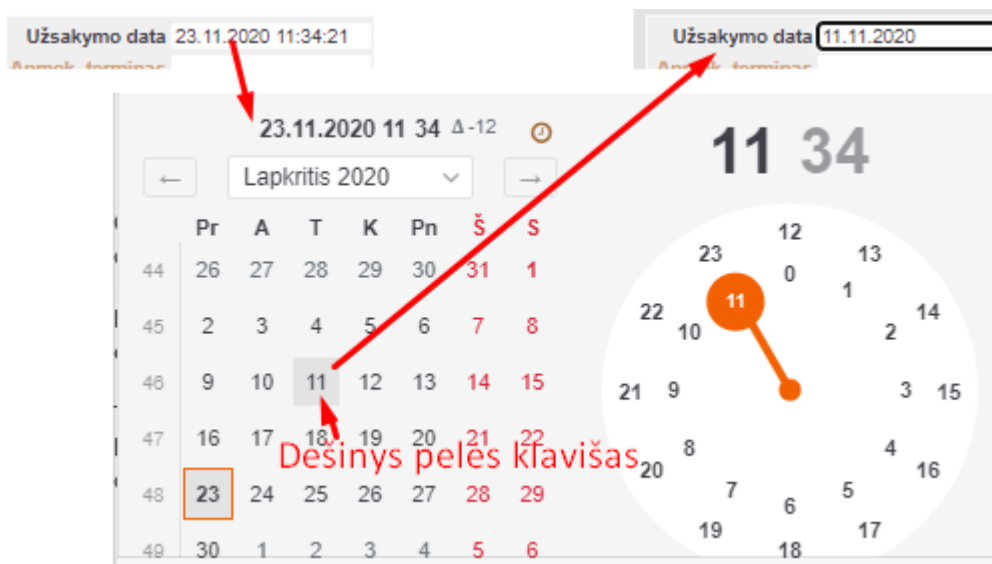 Užsakymo data 23.11.2020 11:34:21
Užsakymo data 11.11.2020
Apmok. terminas
23.11.2020 11 34 Δ -12
11 34
← Lapkritis 2020 →
Pr A T K Pn Š S
44 26 27 28 29 30 31 1
45 2 3 4 5 6 7 8
46 9 10 11 12 13 14 15
47 16 17 18 19 20 21 22
Dešinys pelės klavišas
48 23 24 25 26 27 28 29
49 30 1 2 3 4 5 6
12
23 13
0
11 1
22 14
10 2
21 9 3 15
8 4
20 16
7 5
6
19 17
18